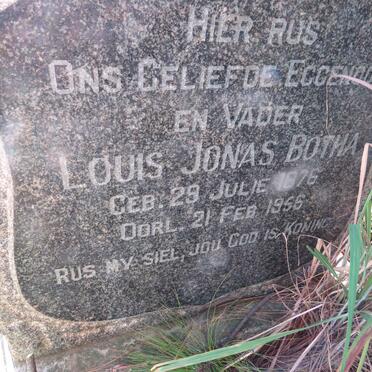 HIER RUS
ONS GELIEFDE EGGENOOT
EN VADER
LOUIS JONAS BOTHA
GEB. 29 JULIE 1876
OORL. 21 FEB. 1956
RUS MY SIEL, JOU GOD IS KONING